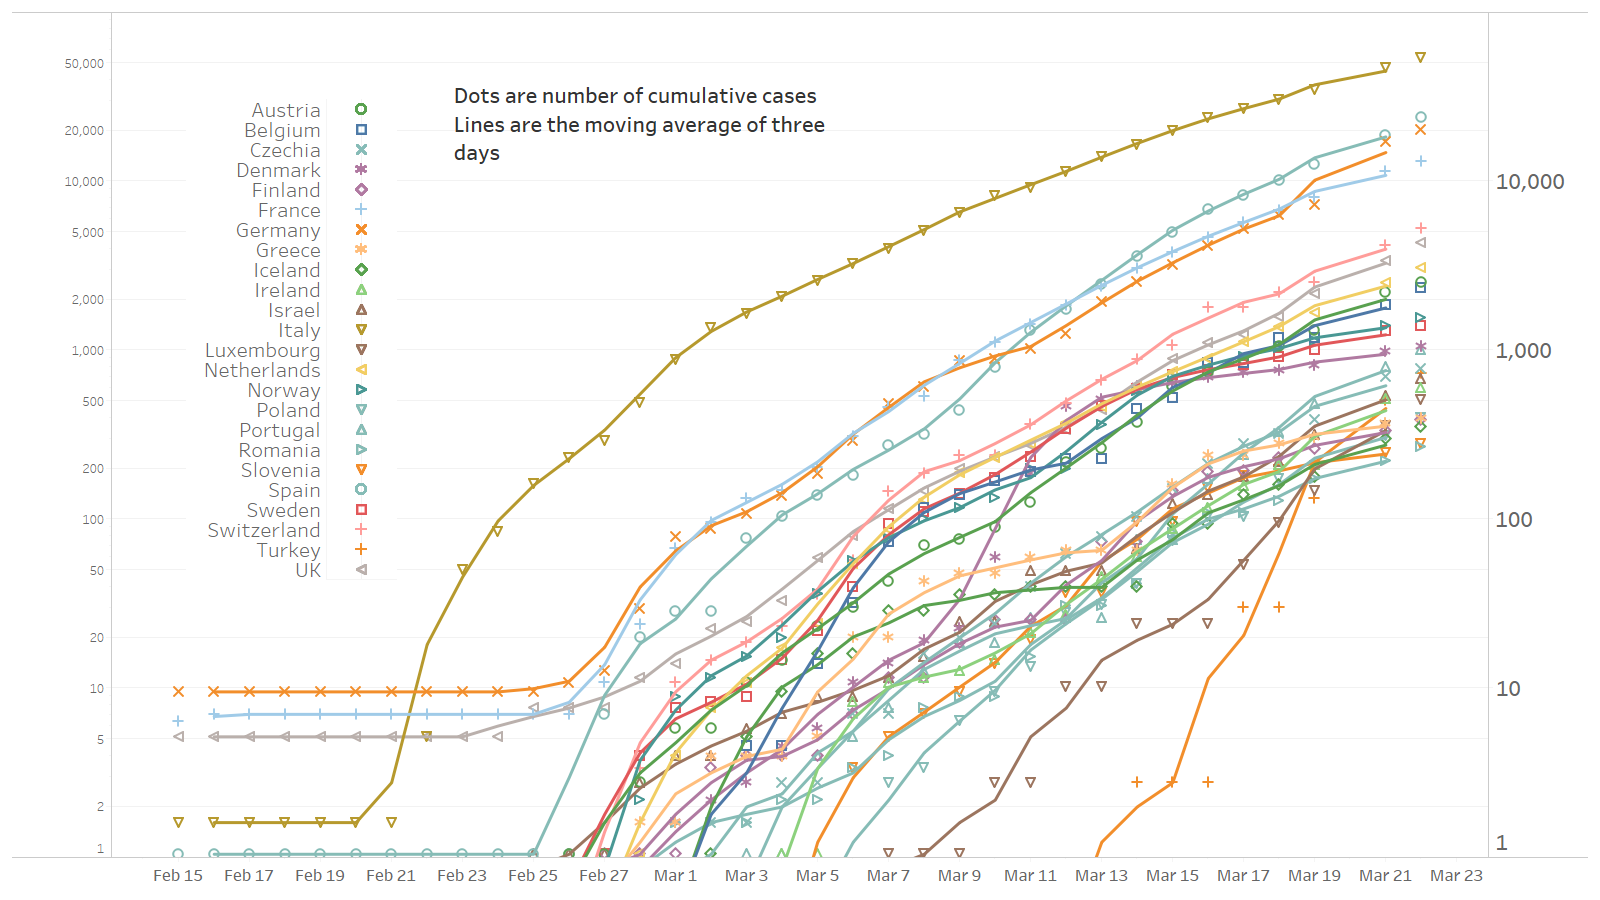 50,000
20,000
10,000
5,000
2,000
1,000
500
200
100
50
20
10
5
2
1
Dots are number of cumulative cases
Lines are the moving average of three
days
Austria
Belgium
Czechia
Denmark
Finland
France
Germany
Greece
Iceland
Ireland
Israel
Italy
Luxembourg
Netherlands
Norway
Poland
Portugal
Romania
Slovenia
Spain
Sweden
Switzerland
Turkey
UK
10,000
1,000
100
10
1
Feb 15 Feb 17 Feb 19 Feb 21 Feb 23 Feb 25 Feb 27 Mar 1 Mar 3 Mar 5 Mar 7 Mar 9 Mar 11 Mar 13 Mar 15 Mar 17 Mar 19 Mar 21 Mar 23